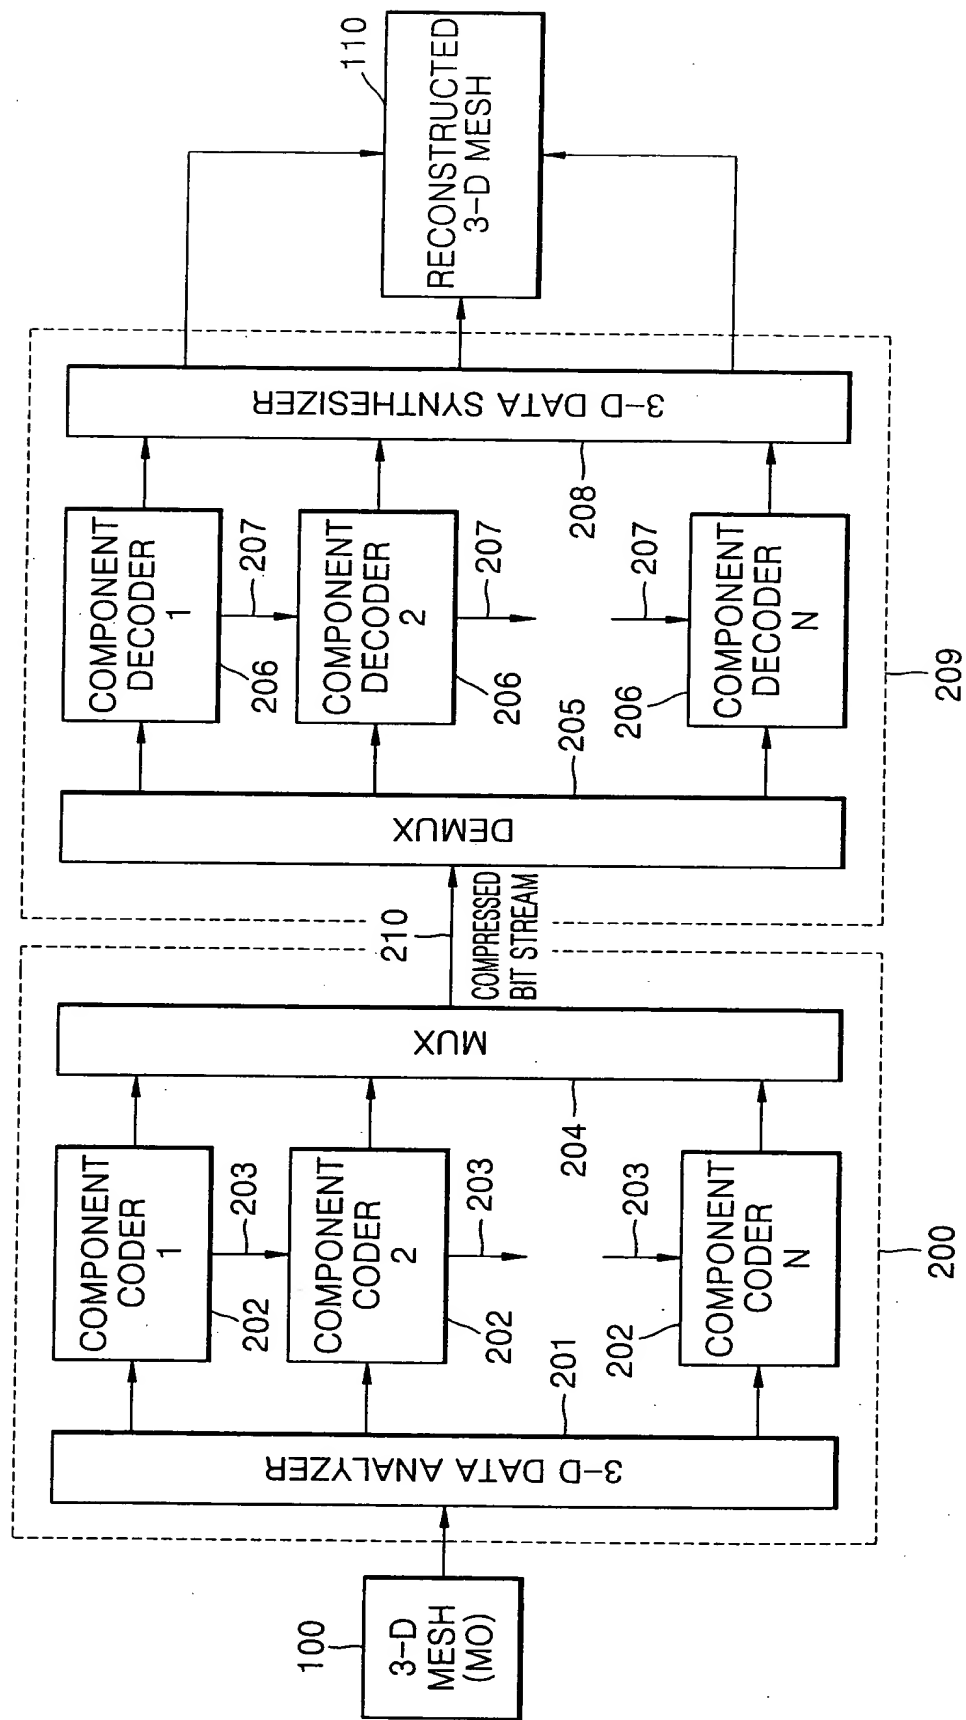 100
3-D
MESH
(MO)
3-D DATA ANALYZER
201
COMPONENT
CODER
1
202
203
COMPONENT
CODER
2
202
203
203
202
COMPONENT
CODER
N
MUX
204
200
210
COMPRESSED
BIT STREAM
DEMUX
205
COMPONENT
DECODER
1
206
207
COMPONENT
DECODER
2
206
207
207
206
COMPONENT
DECODER
N
3-D DATA SYNTHESIZER
208
209
110
RECONSTRUCTED
3-D MESH